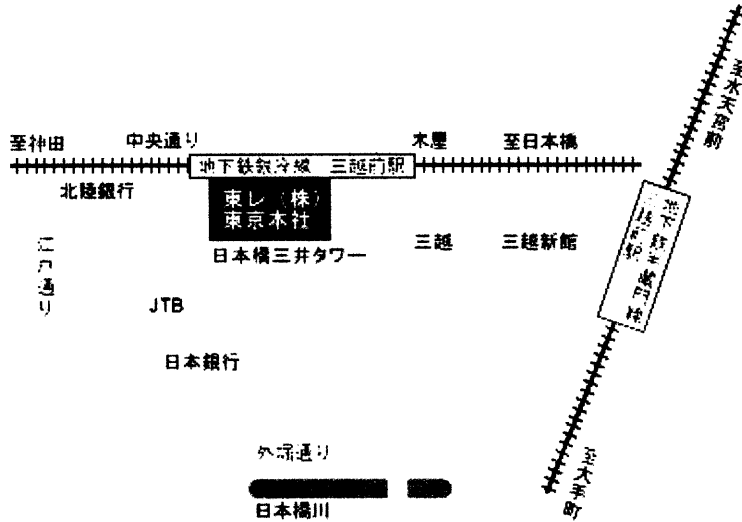 至水天宮前
至神田
中央通り
木屋
至日本橋
地下鉄銀座線 三越前駅
北陸銀行
東レ(株)
東京本社
日本橋三井タワー
三越
三越新館
地下鉄半蔵門線
三越前駅
江戸通り
JTB
日本銀行
外堀通り
日本橋川
至大手町